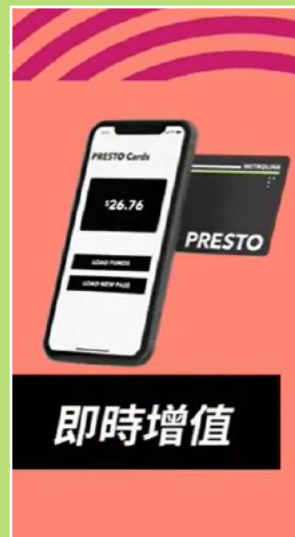 PRESTO Cards
$26.76
LOAD FUNDS
LOAD NEW PASS
METROLINX
PRESTO
即時增值